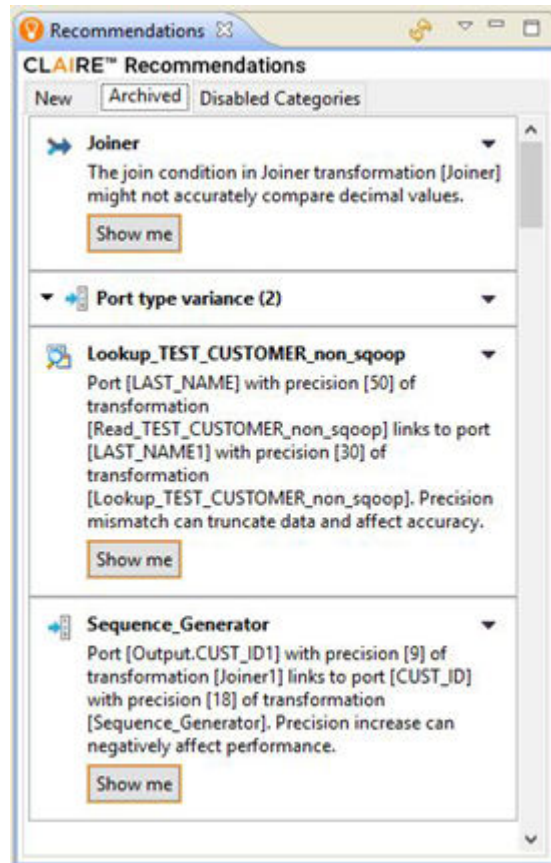 Recommendations
CLAIRE™ Recommendations
New Archived Disabled Categories
Joiner
The join condition in Joiner transformation [Joiner]
might not accurately compare decimal values.
Show me
Port type variance (2)
Lookup_TEST_CUSTOMER_non_sqoop
Port [LAST_NAME] with precision [50] of
transformation
[Read_TEST_CUSTOMER_non_sqoop] links to port
[LAST_NAME1] with precision [30] of
transformation
[Lookup_TEST_CUSTOMER_non_sqoop]. Precision
mismatch can truncate data and affect accuracy.
Show me
Sequence_Generator
Port [Output.CUST_ID1] with precision [9] of
transformation [Joiner1] links to port [CUST_ID]
with precision [18] of transformation
[Sequence_Generator]. Precision increase can
negatively affect performance.
Show me